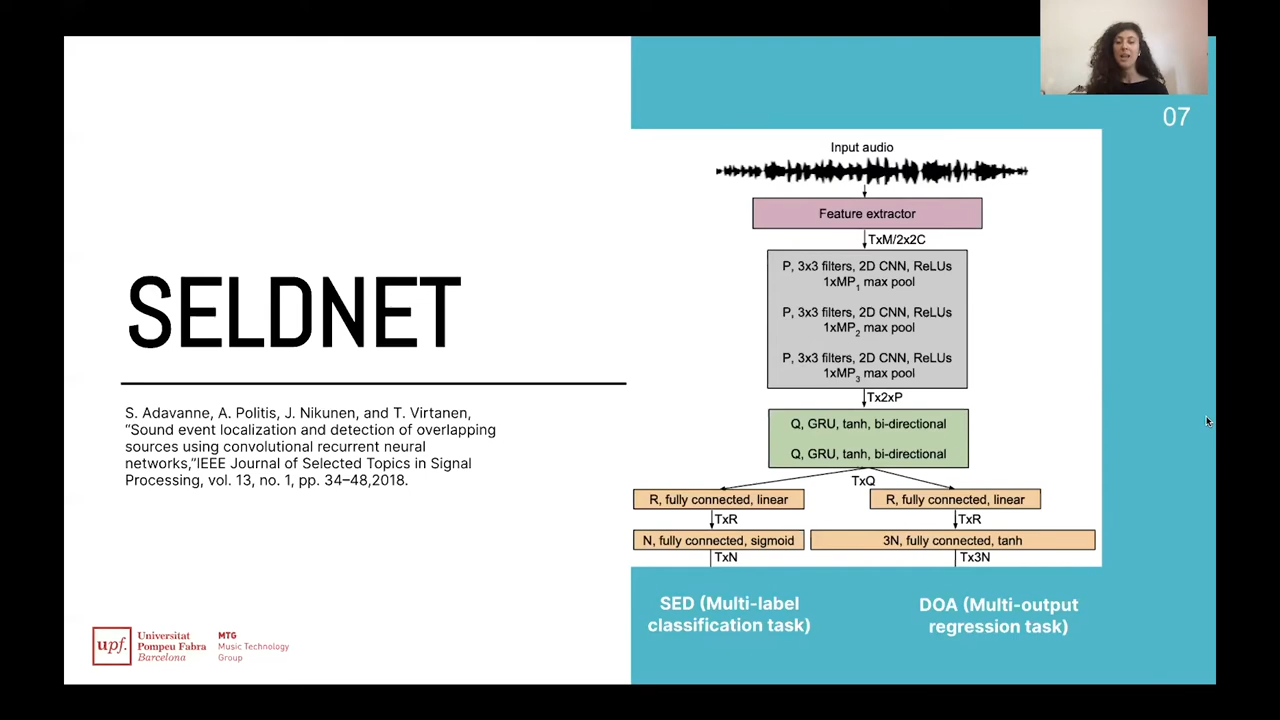 07
SELDNET
S. Adavanne, A. Politis, J. Nikunen, and T. Virtanen,
“Sound event localization and detection of overlapping
sources using convolutional recurrent neural
networks,”IEEE Journal of Selected Topics in Signal
Processing, vol. 13, no. 1, pp. 34–48,2018.
Input audio
Feature extractor
TxM/2x2C
P, 3x3 filters, 2D CNN, ReLUs
1xMP1 max pool
P, 3x3 filters, 2D CNN, ReLUs
1xMP2 max pool
P, 3x3 filters, 2D CNN, ReLUs
1xMP3 max pool
Tx2xP
Q, GRU, tanh, bi-directional
Q, GRU, tanh, bi-directional
TxQ
R, fully connected, linear
R, fully connected, linear
TxR
TxR
N, fully connected, sigmoid
3N, fully connected, tanh
TxN
Tx3N
SED (Multi-label
classification task)
DOA (Multi-output
regression task)
upf.
Universitat
Pompeu Fabra
Barcelona
MTG
Music Technology
Group